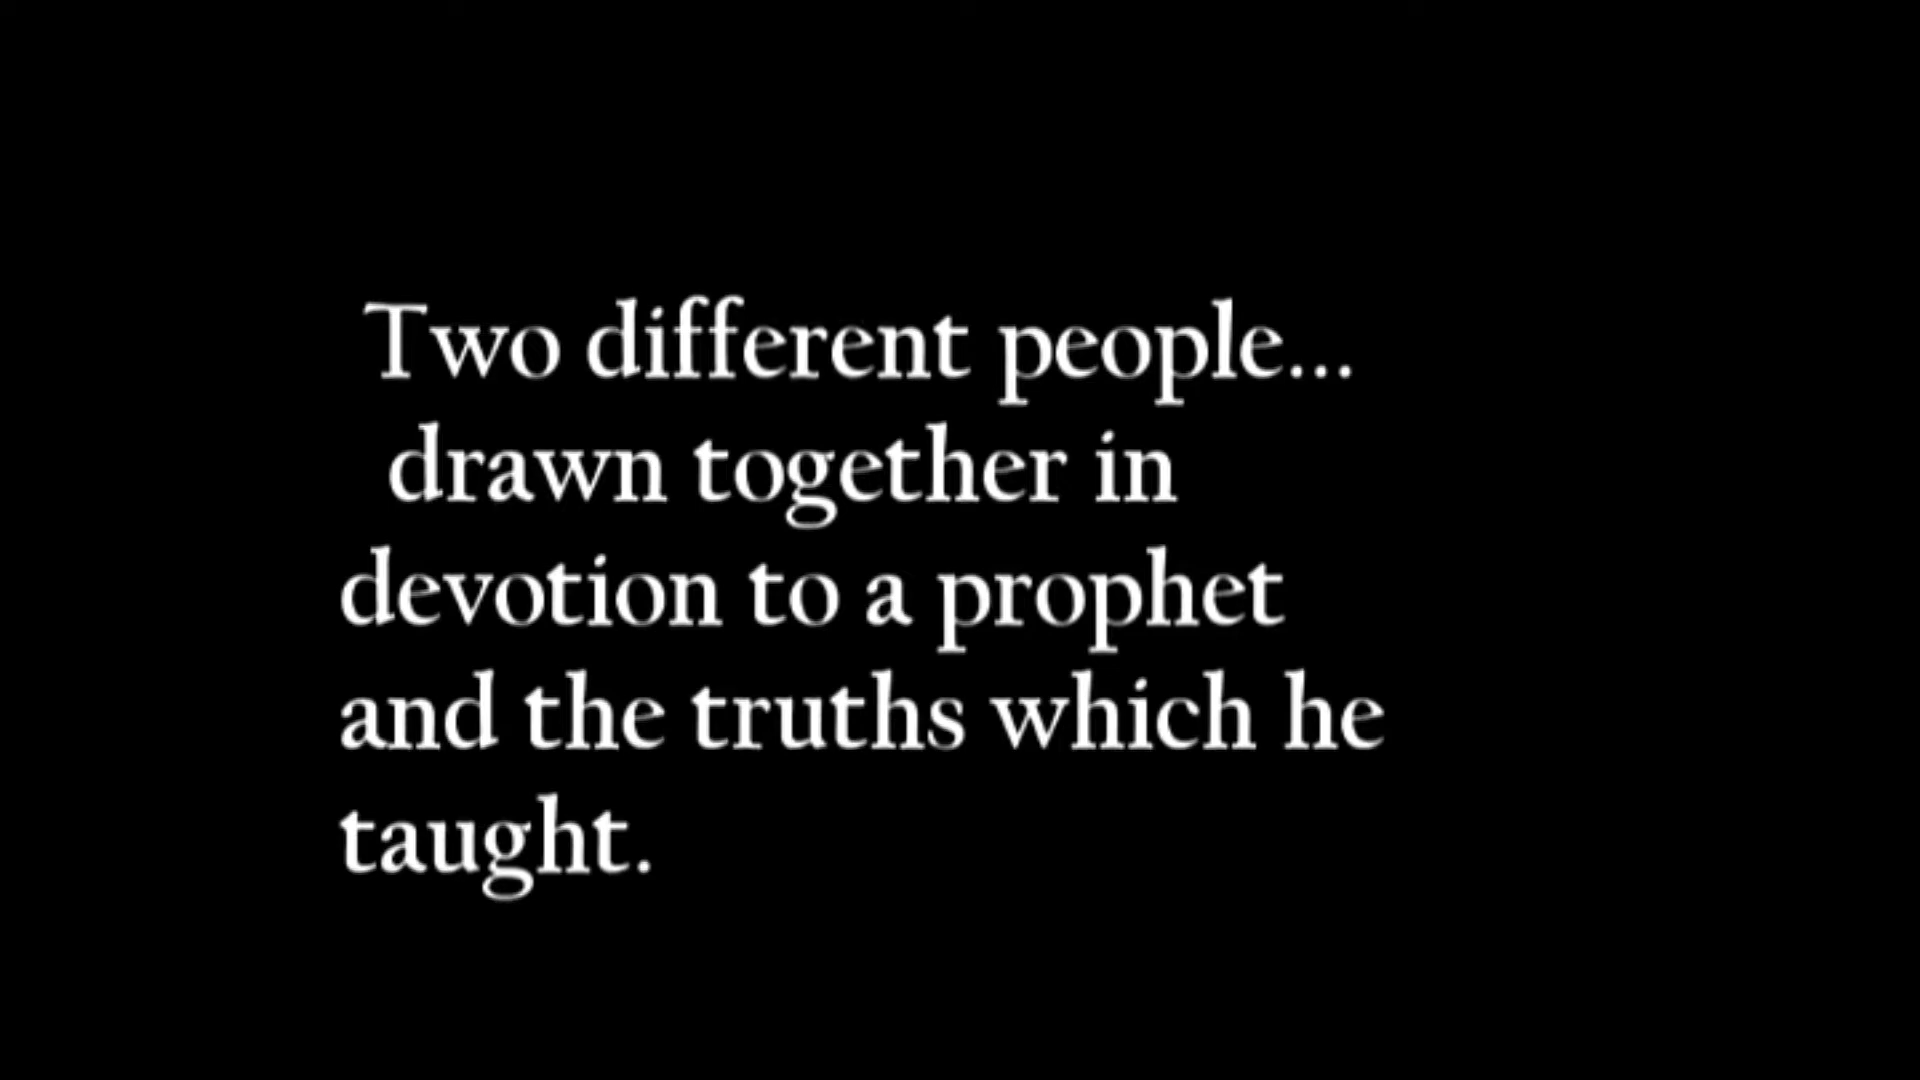 Two different people...
drawn together in
devotion to a prophet
and the truths which he
taught.